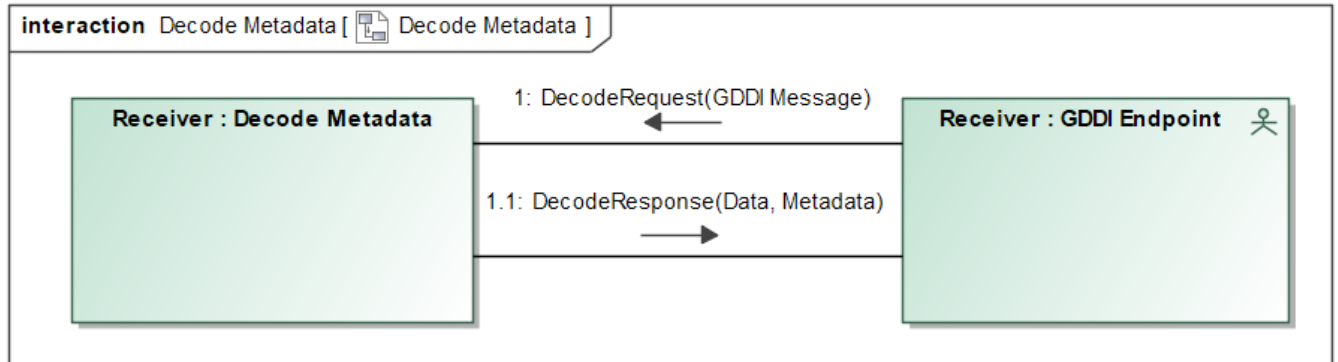 interaction Decode Metadata [ Decode Metadata ]
1: DecodeRequest(GDDI Message)
Receiver : Decode Metadata
Receiver : GDDI Endpoint
1.1: DecodeResponse(Data, Metadata)